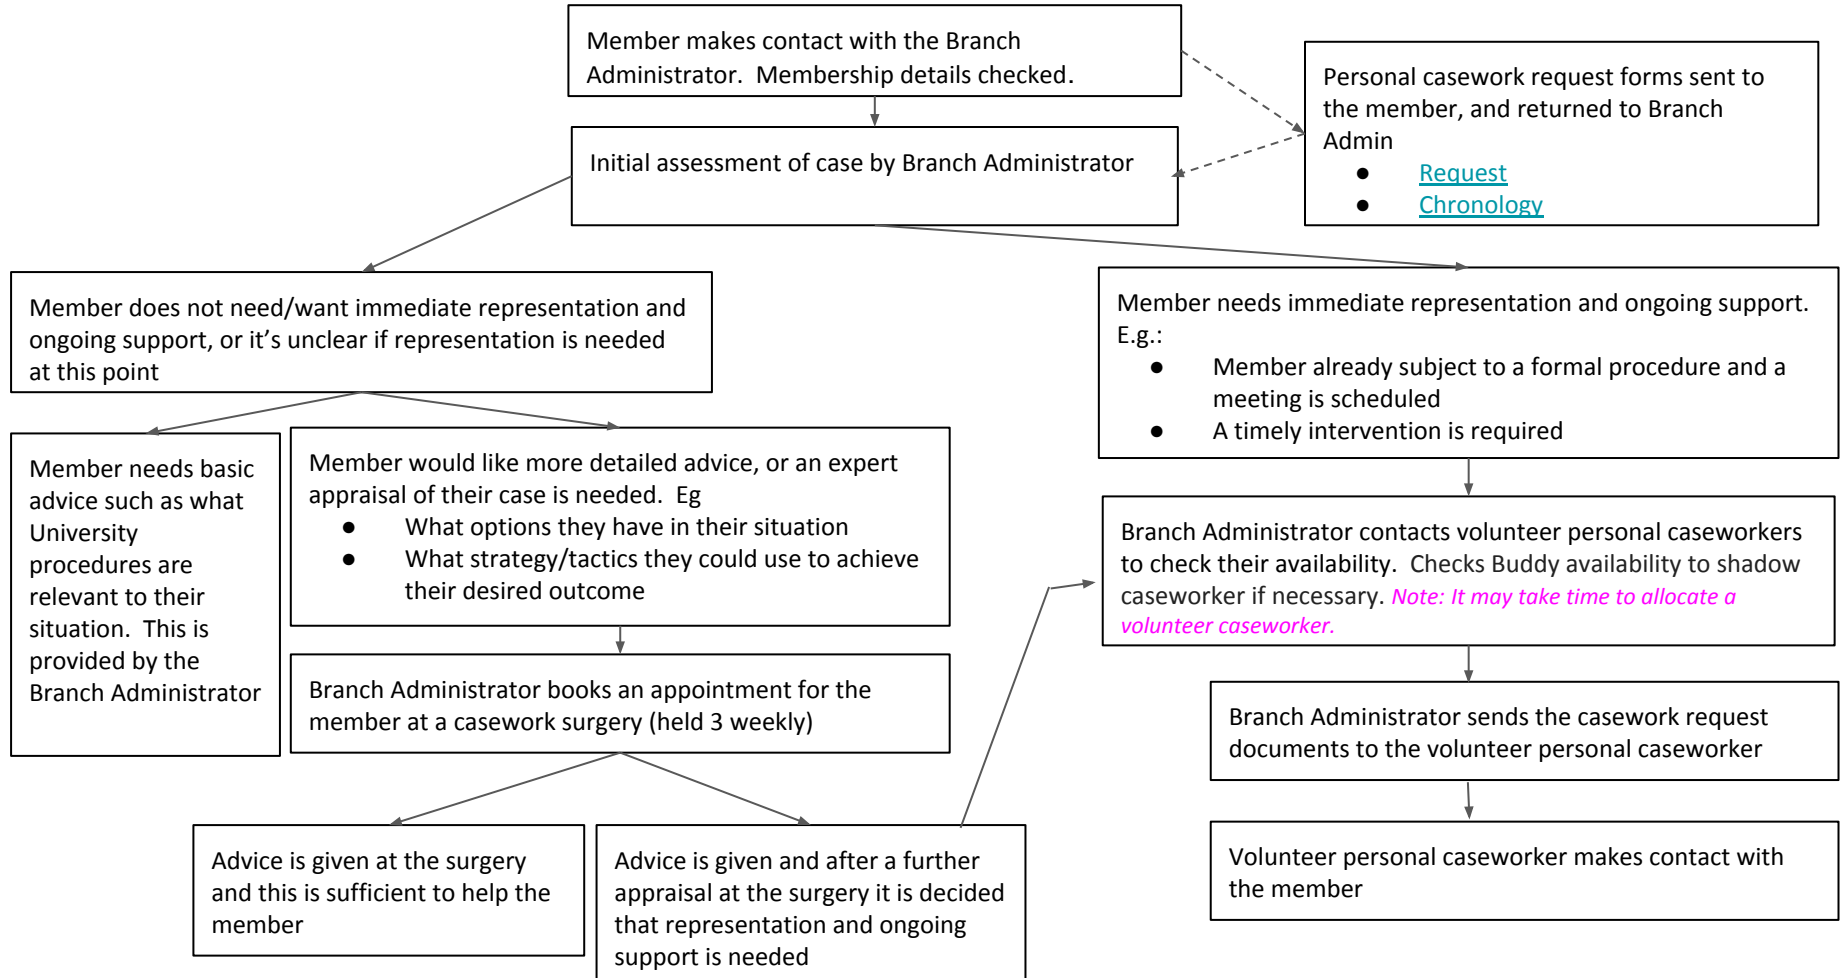 Member makes contact with the Branch
Administrator.  Membership details checked.
Personal casework request forms sent to
the member, and returned to Branch
Admin
● Request
● Chronology
Initial assessment of case by Branch Administrator
Member does not need/want immediate representation and
ongoing support, or it’s unclear if representation is needed
at this point
Member needs immediate representation and ongoing support.
E.g.:
● Member already subject to a formal procedure and a
meeting is scheduled
● A timely intervention is required
Member needs basic
advice such as what
University
procedures are
relevant to their
situation.  This is
provided by the
Branch Administrator
Member would like more detailed advice, or an expert
appraisal of their case is needed.  Eg
● What options they have in their situation
● What strategy/tactics they could use to achieve
their desired outcome
Branch Administrator contacts volunteer personal caseworkers
to check their availability.  Checks Buddy availability to shadow
caseworker if necessary. Note: It may take time to allocate a
volunteer caseworker.
Branch Administrator books an appointment for the
member at a casework surgery (held 3 weekly)
Branch Administrator sends the casework request
documents to the volunteer personal caseworker
Advice is given at the surgery
and this is sufficient to help the
member
Advice is given and after a further
appraisal at the surgery it is decided
that representation and ongoing
support is needed
Volunteer personal caseworker makes contact with
the member